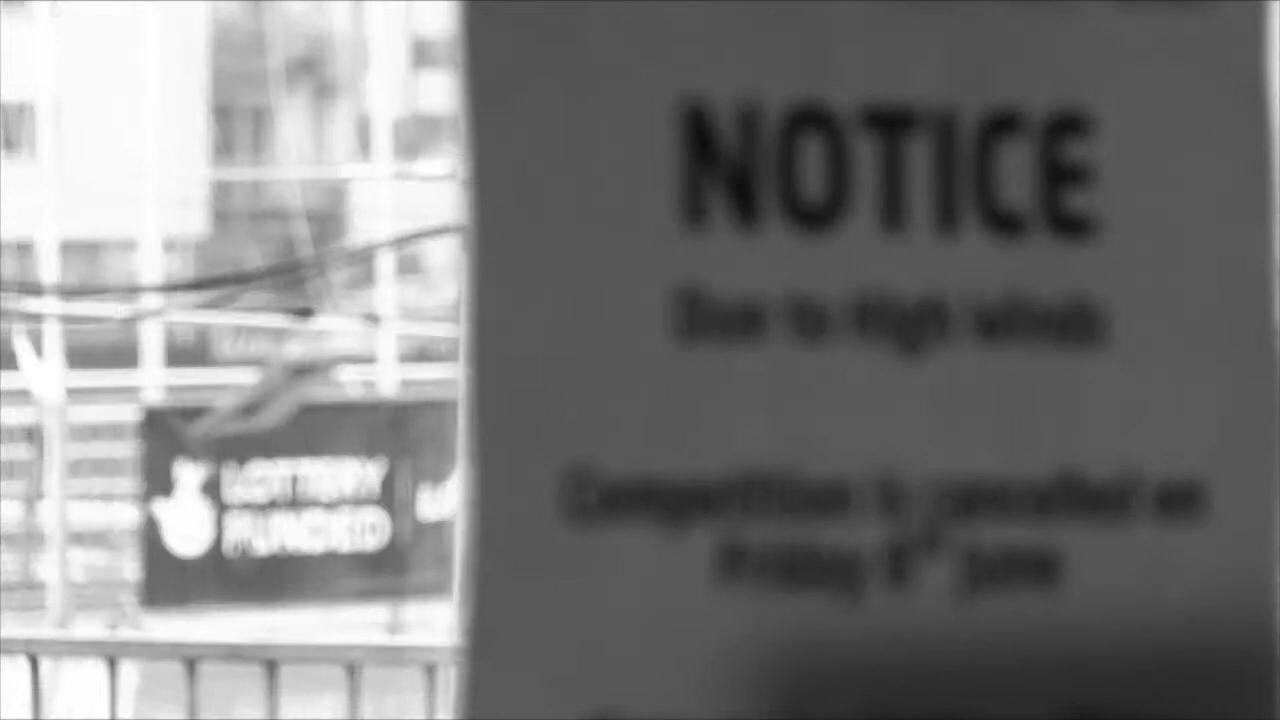 NOTICE
Due to High winds
Competition is cancelled on
Friday June
LOTTERY
FUNDED